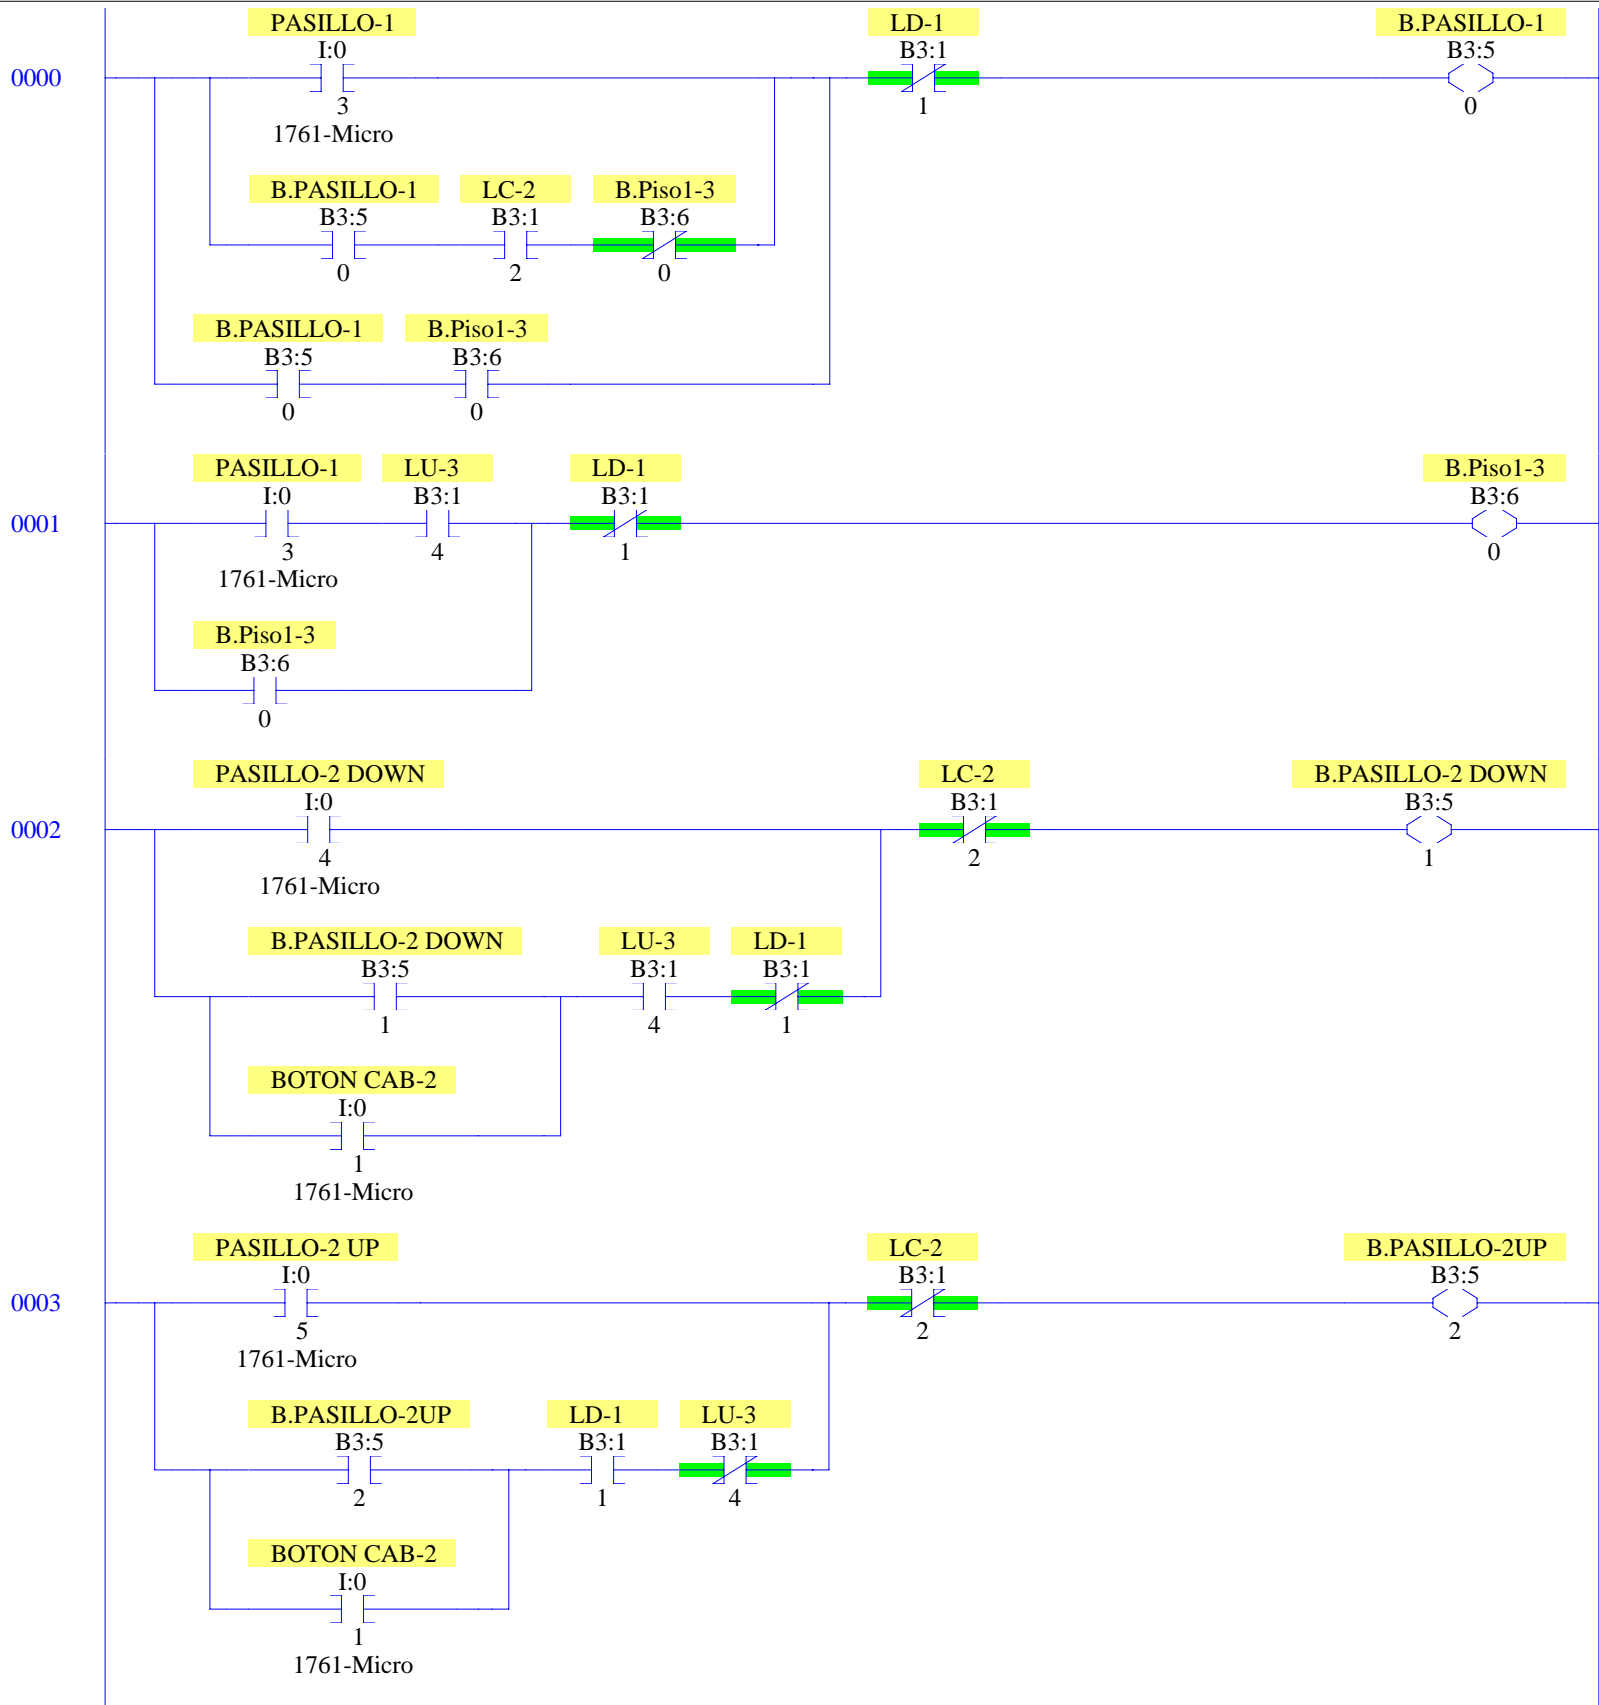 PASILLO-1 LD-1 B.PASILLO-1
I:0 B3:1 B3:5
0000
3 1 0
1761-Micro
B.PASILLO-1 LC-2 B.Piso1-3
B3:5 B3:1 B3:6
0 2 0
B.PASILLO-1 B.Piso1-3
B3:5 B3:6
0 0
PASILLO-1 LU-3 LD-1 B.Piso1-3
I:0 B3:1 B3:1 B3:6
0001
3 4 1 0
1761-Micro
B.Piso1-3
B3:6
0
PASILLO-2 DOWN LC-2 B.PASILLO-2 DOWN
I:0 B3:1 B3:5
0002
4 2 1
1761-Micro
B.PASILLO-2 DOWN LU-3 LD-1
B3:5 B3:1 B3:1
1 4 1
BOTON CAB-2
I:0
1
1761-Micro
PASILLO-2 UP LC-2 B.PASILLO-2UP
I:0 B3:1 B3:5
0003
5 2 2
1761-Micro
B.PASILLO-2UP LD-1 LU-3
B3:5 B3:1 B3:1
2 1 4
BOTON CAB-2
I:0
1
1761-Micro